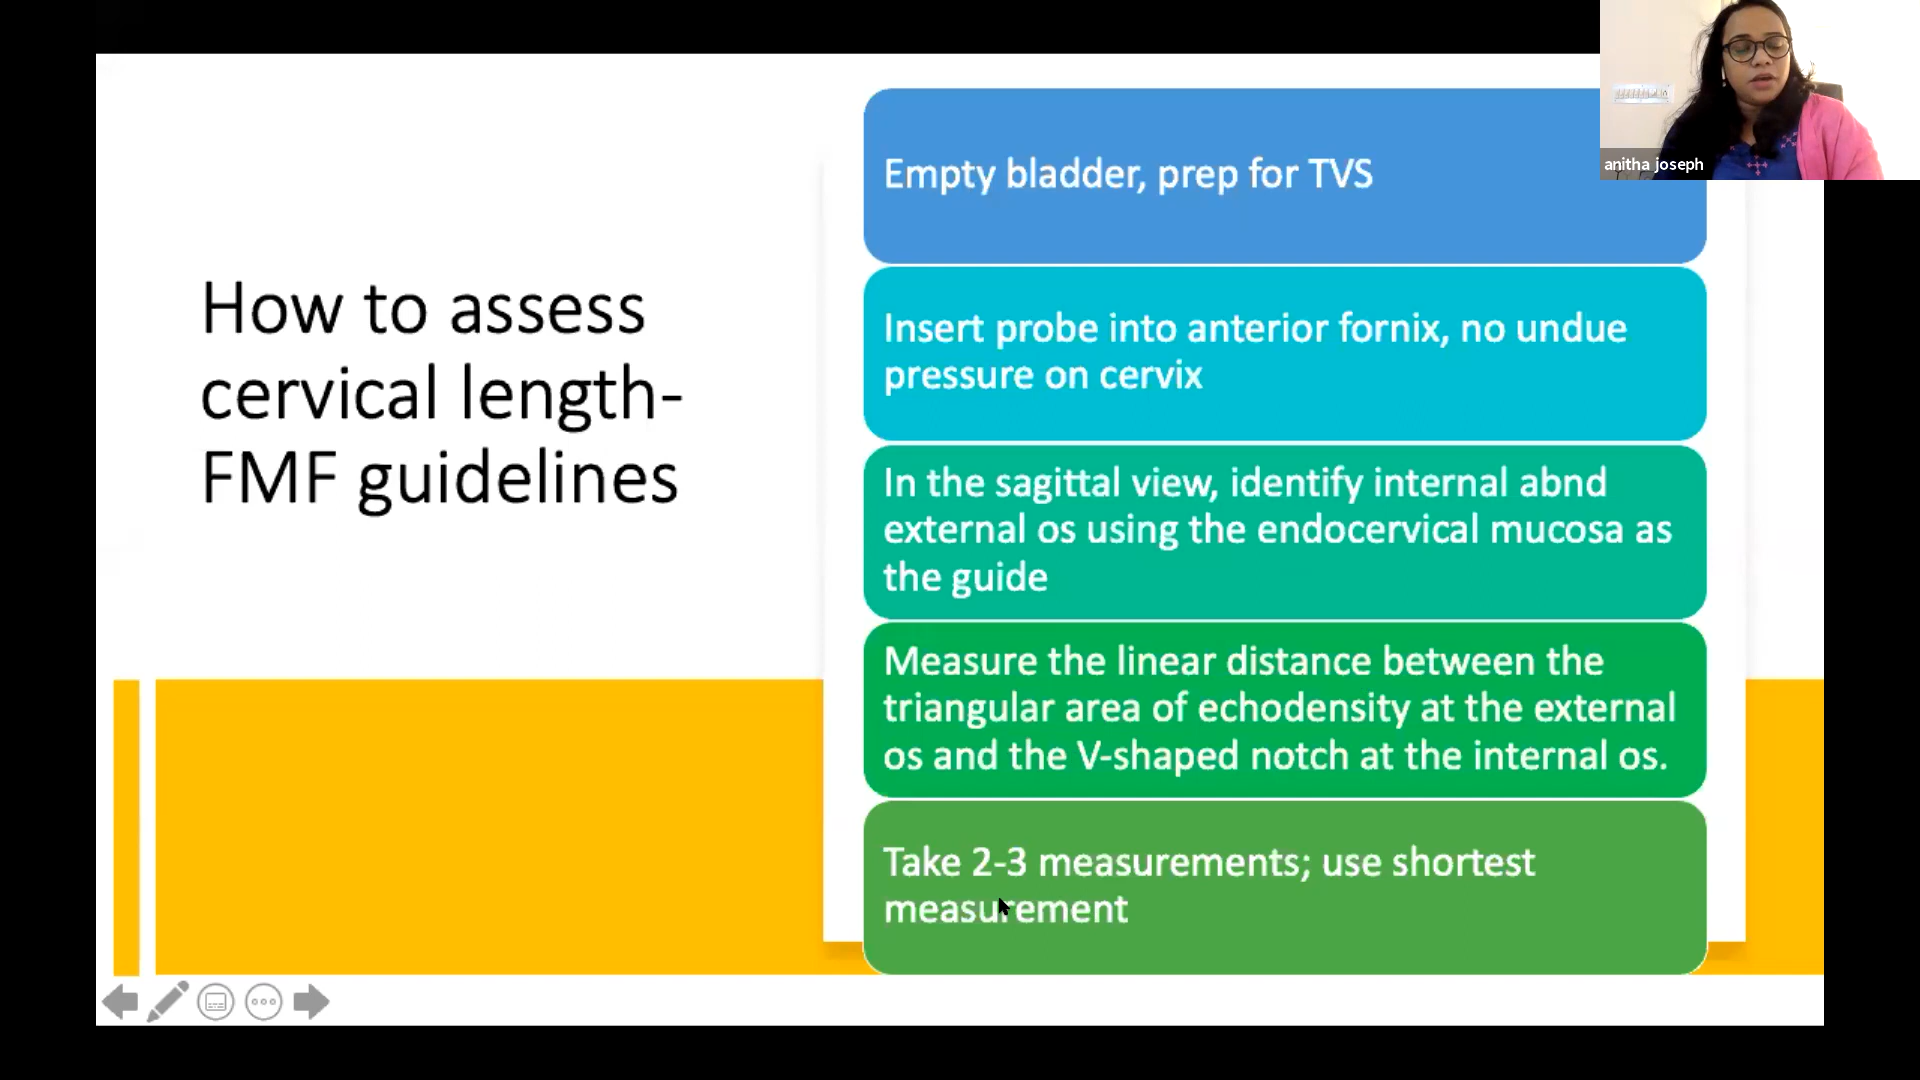 How to assess
cervical length-
FMF guidelines
Empty bladder, prep for TVS
Insert probe into anterior fornix, no undue
pressure on cervix
In the sagittal view, identify internal abnd
external os using the endocervical mucosa as
the guide
Measure the linear distance between the
triangular area of echodensity at the external
os and the V-shaped notch at the internal os.
Take 2-3 measurements; use shortest
measurement
anitha joseph